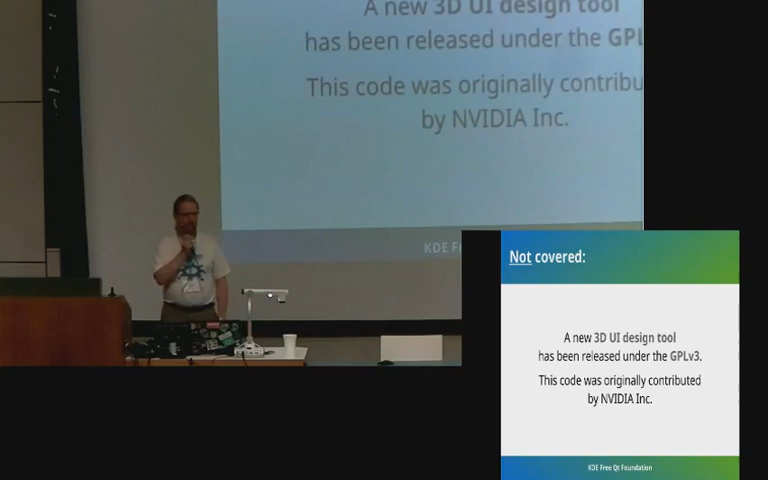 A new 3D UI design tool
has been released under the GPL
This code was originally contribu
by NVIDIA Inc.
KDE F
Not covered:
A new 3D UI design tool
has been released under the GPLv3.
This code was originally contributed
by NVIDIA Inc.
KDE Free Qt Foundation